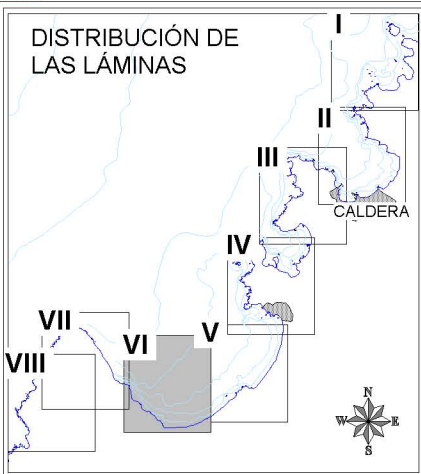 DISTRIBUCIÓN DE
LAS LÁMINAS
I
II
III
CALDERA
IV
VII
VI
V
VIII
N
W E
S